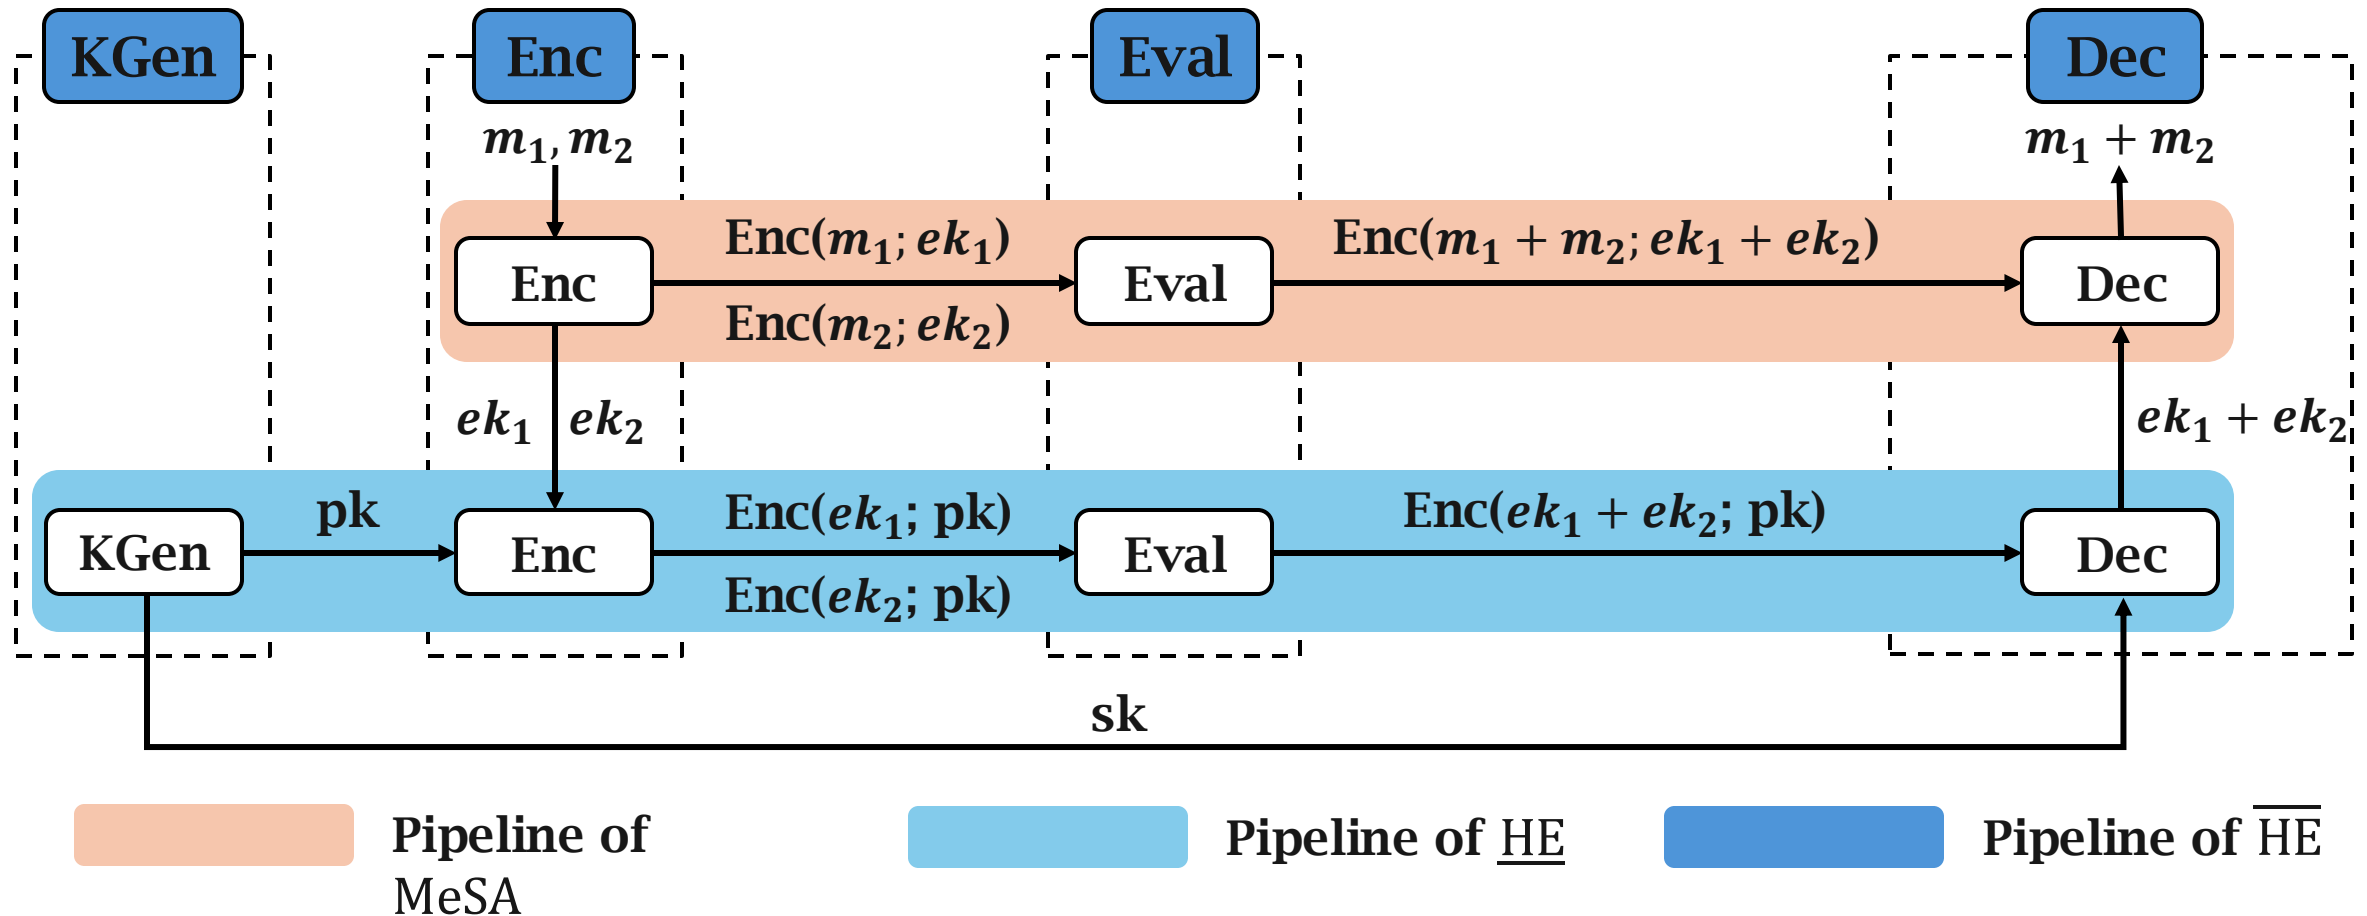 KGen
Enc
Eval
Dec
m₁, m₂
m₁ + m₂
Enc(m₁; ek₁)
Enc(m₁ + m₂; ek₁ + ek₂)
Enc
Eval
Dec
Enc(m₂; ek₂)
ek₁ ek₂
ek₁ + ek₂
pk
Enc(ek₁; pk)
Enc(ek₁ + ek₂; pk)
KGen
Enc
Eval
Dec
Enc(ek₂; pk)
sk
Pipeline of
MeSA
Pipeline of H̲E̲
Pipeline of H̅E̅